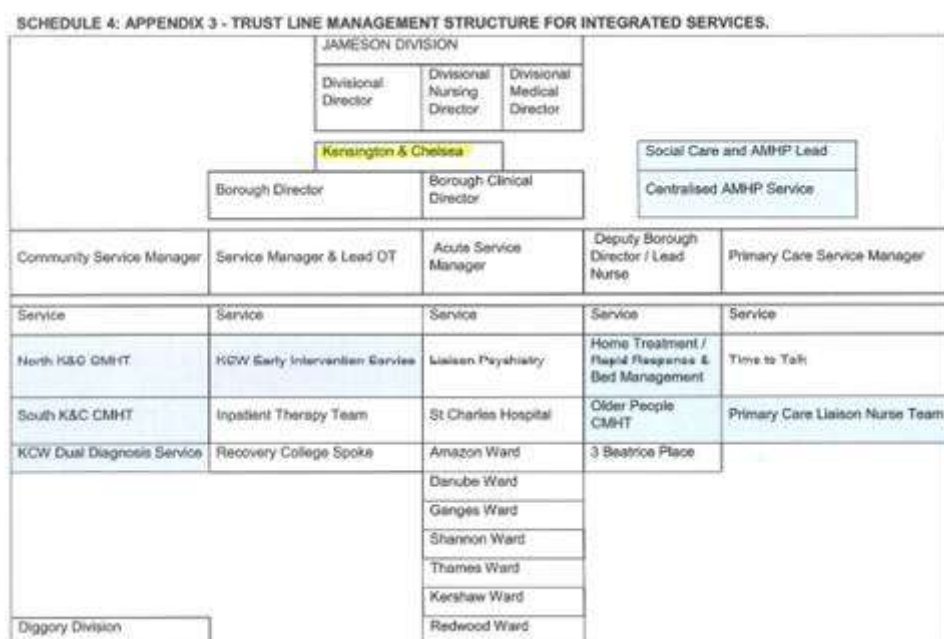 SCHEDULE 4: APPENDIX 3 - TRUST LINE MANAGEMENT STRUCTURE FOR INTEGRATED SERVICES.
JAMESON DIVISION
Divisional Director
Divisional Nursing Director
Divisional Medical Director
Kensington & Chelsea
Social Care and AMHP Lead
Borough Director
Borough Clinical Director
Centralised AMHP Service
Community Service Manager
Service Manager & Lead OT
Acute Service Manager
Deputy Borough Director / Lead Nurse
Primary Care Service Manager
Service
Service
Service
Service
Service
North K&C CMHT
KCW Early Intervention Service
Liaison Psychiatry
Home Treatment / Rapid Response & Bed Management
Time to Talk
South K&C CMHT
Inpatient Therapy Team
St Charles Hospital
Older People CMHT
Primary Care Liaison Nurse Team
KCW Dual Diagnosis Service
Recovery College Spoke
Amazon Ward
3 Beatrice Place
Danube Ward
Ganges Ward
Shannon Ward
Thames Ward
Kershaw Ward
Diggory Division
Redwood Ward